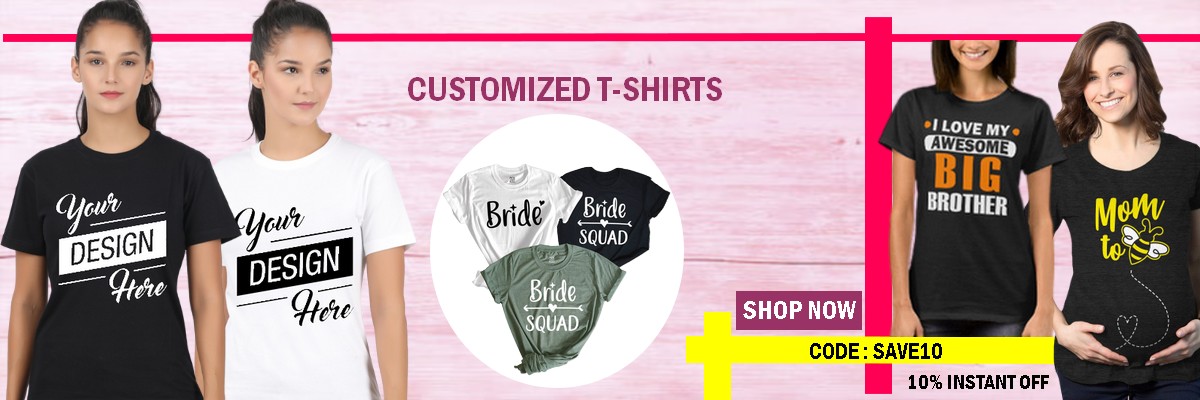 CUSTOMIZED T-SHIRTS
Your
DESIGN
Here
Your
DESIGN
Here
Bride
Bride
SQUAD
Bride
SQUAD
I LOVE MY
AWESOME
BIG
BROTHER
Mom
to
SHOP NOW
CODE : SAVE10
10% INSTANT OFF